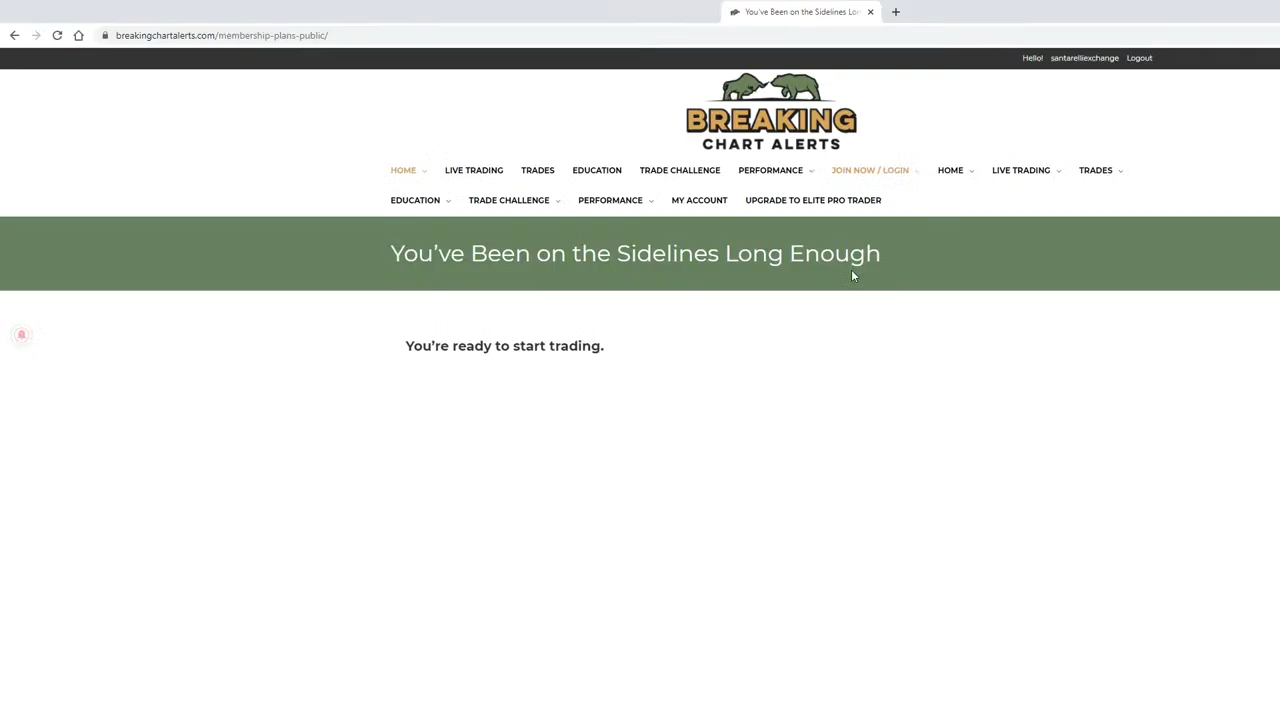 You've Been on the Sidelines Lon
breakingchartalerts.com/membership-plans-public/
Hello! santarelliexchange Logout
BREAKING
CHART ALERTS
HOME LIVE TRADING TRADES EDUCATION TRADE CHALLENGE PERFORMANCE JOIN NOW / LOGIN HOME LIVE TRADING TRADES
EDUCATION TRADE CHALLENGE PERFORMANCE MY ACCOUNT UPGRADE TO ELITE PRO TRADER
You've Been on the Sidelines Long Enough
You're ready to start trading.